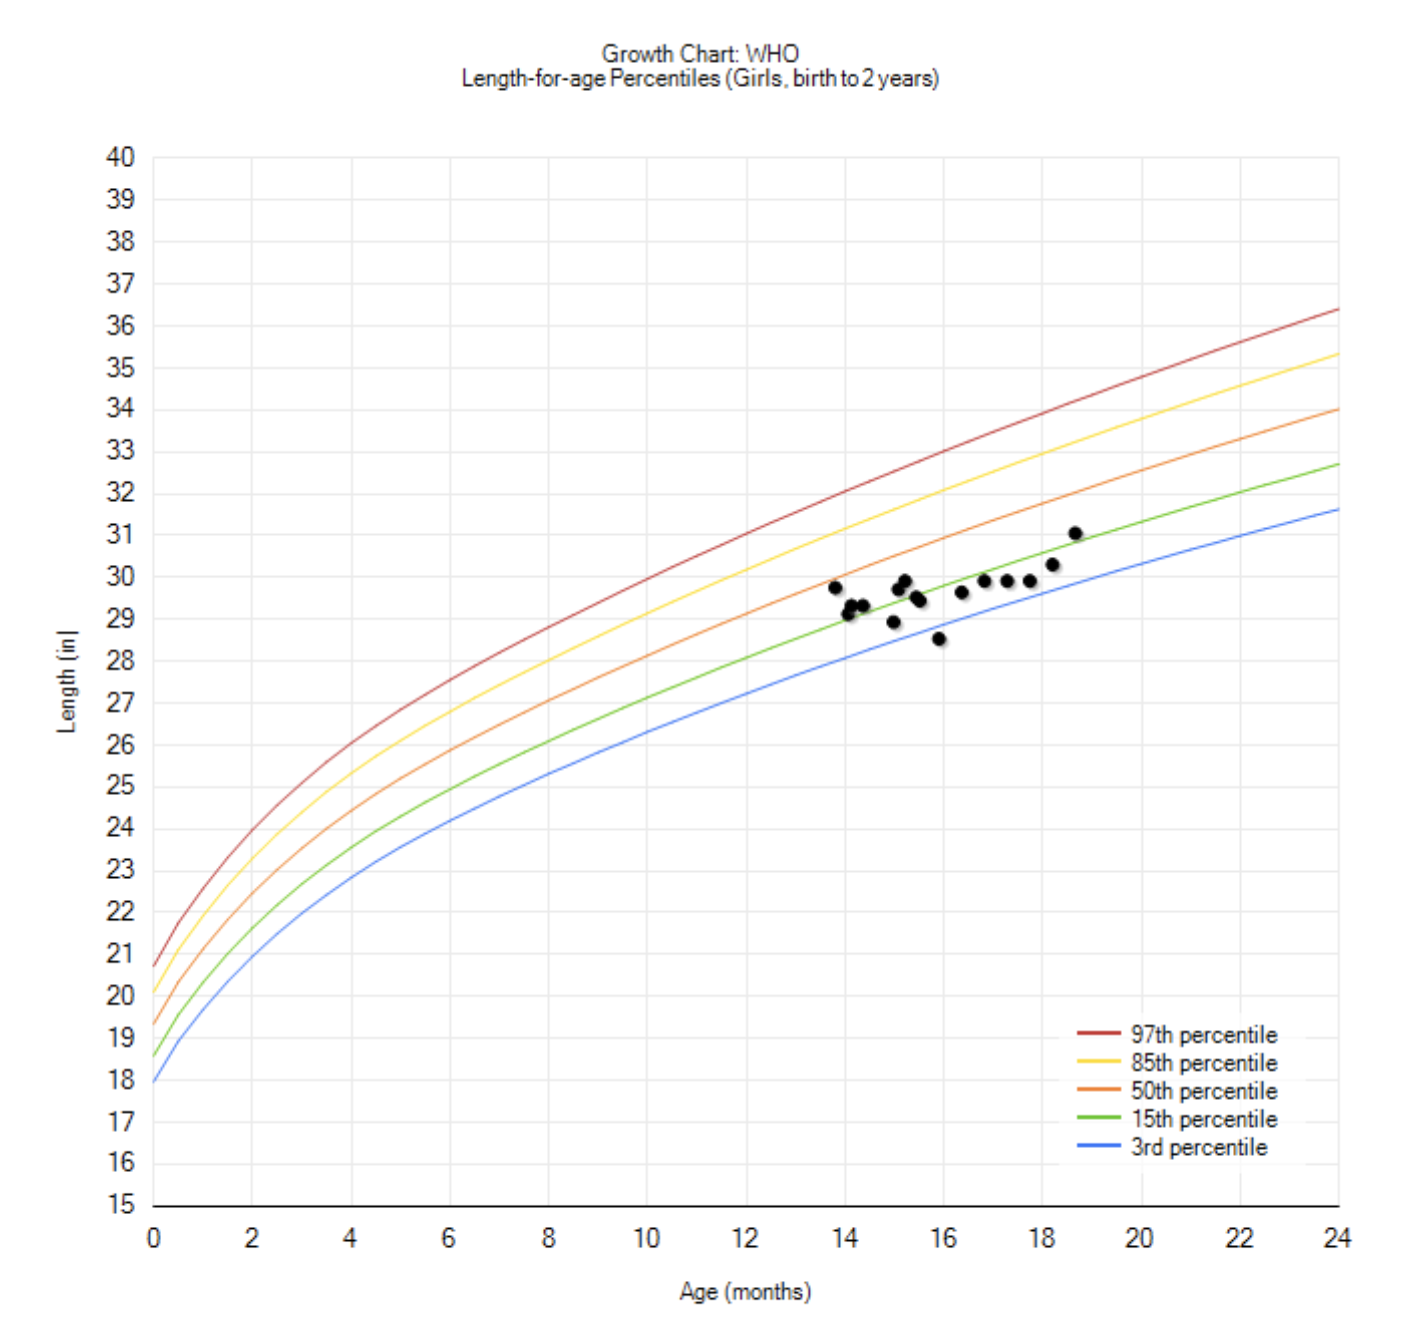 Growth Chart: WHO
Length-for-age Percentiles (Girls, birth to 2 years)
40
39
38
37
36
35
34
33
32
31
30
29
28
27
26
25
24
23
22
21
20
19
18
17
16
15
Length (in)
97th percentile
85th percentile
50th percentile
15th percentile
3rd percentile
0 2 4 6 8 10 12 14 16 18 20 22 24
Age (months)